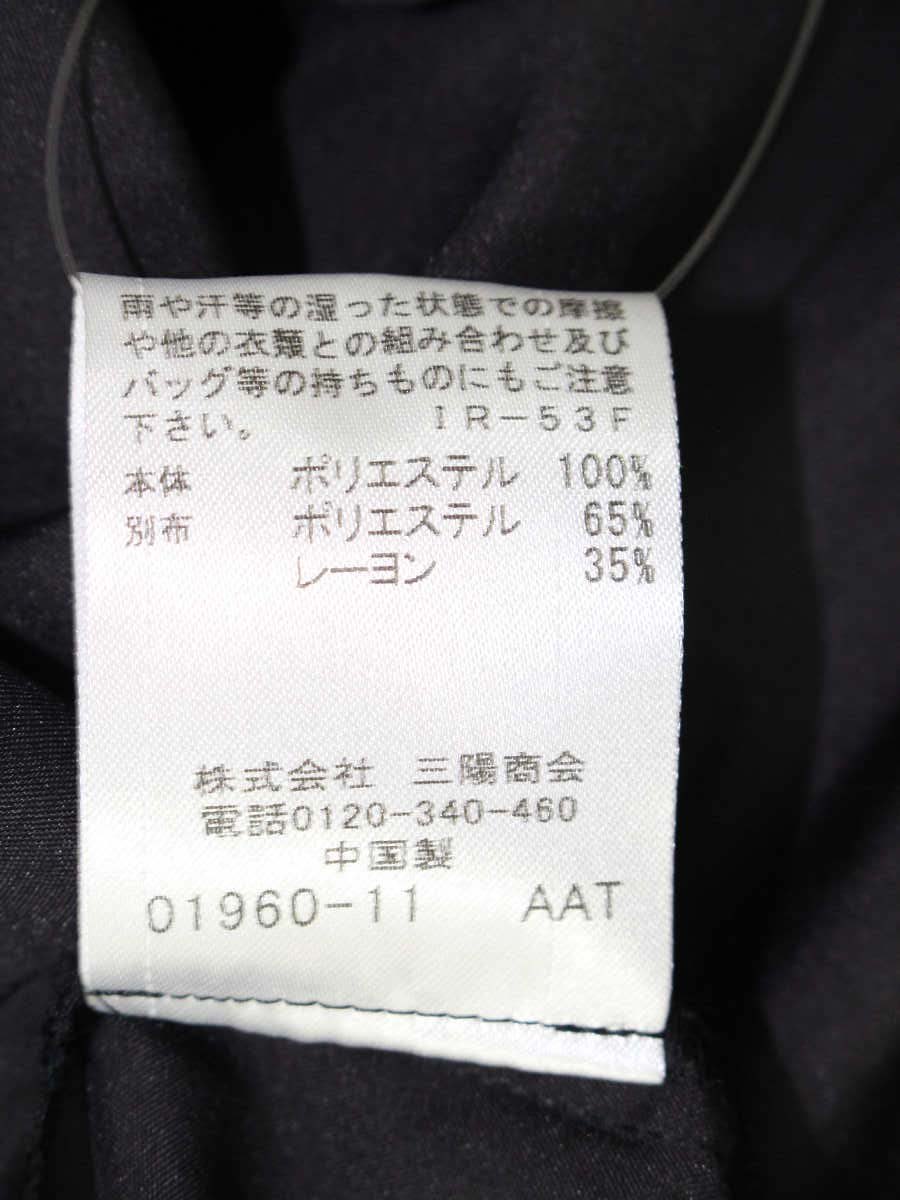 雨や汗等の湿った状態での摩擦
や他の衣類との組み合わせ及び
バッグ等の持ちものにもご注意
下さい。 IR-53F
本体 ポリエステル 100%
別布 ポリエステル 65%
レーヨン 35%
株式会社 三陽商会
電話0120-340-460
中国製
01960-11 AAT